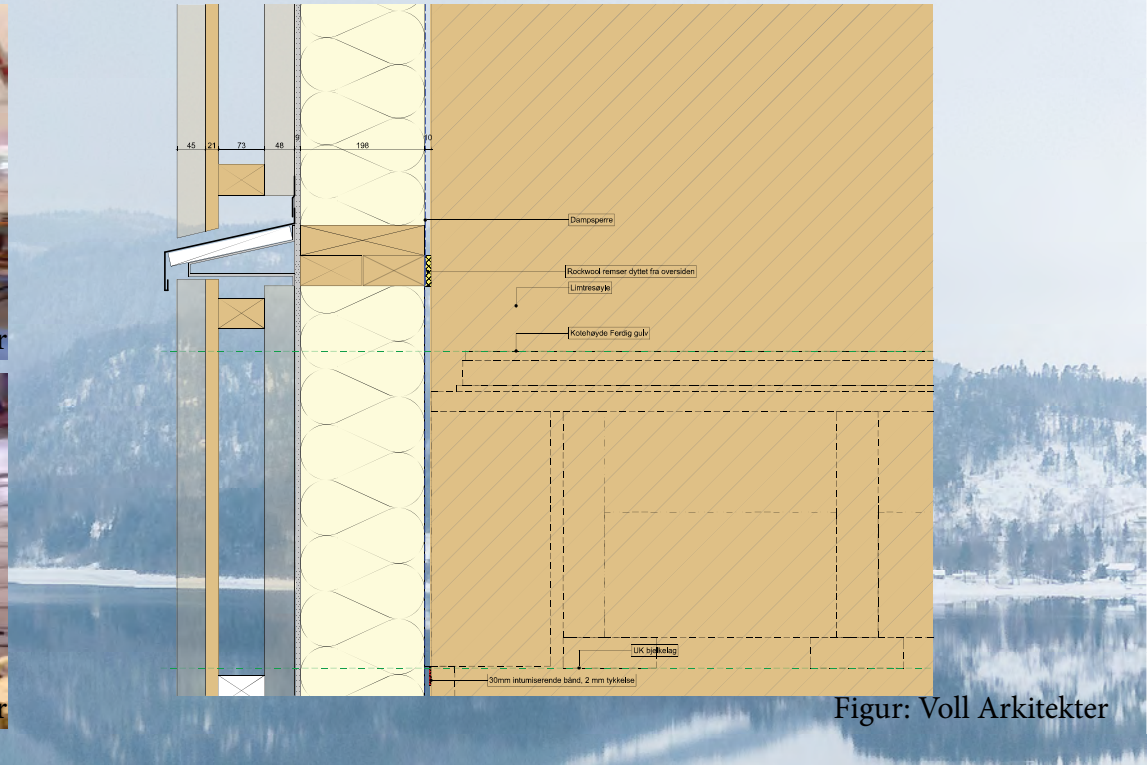 45 21 73 48 9 198 10
Dampsperre
Rockwool remser dyttet fra oversiden
Limtresøyle
Kotehøyde Ferdig gulv
r
UK bjelkelag
30mm intumiserende bånd, 2 mm tykkelse
r
Figur: Voll Arkitekter